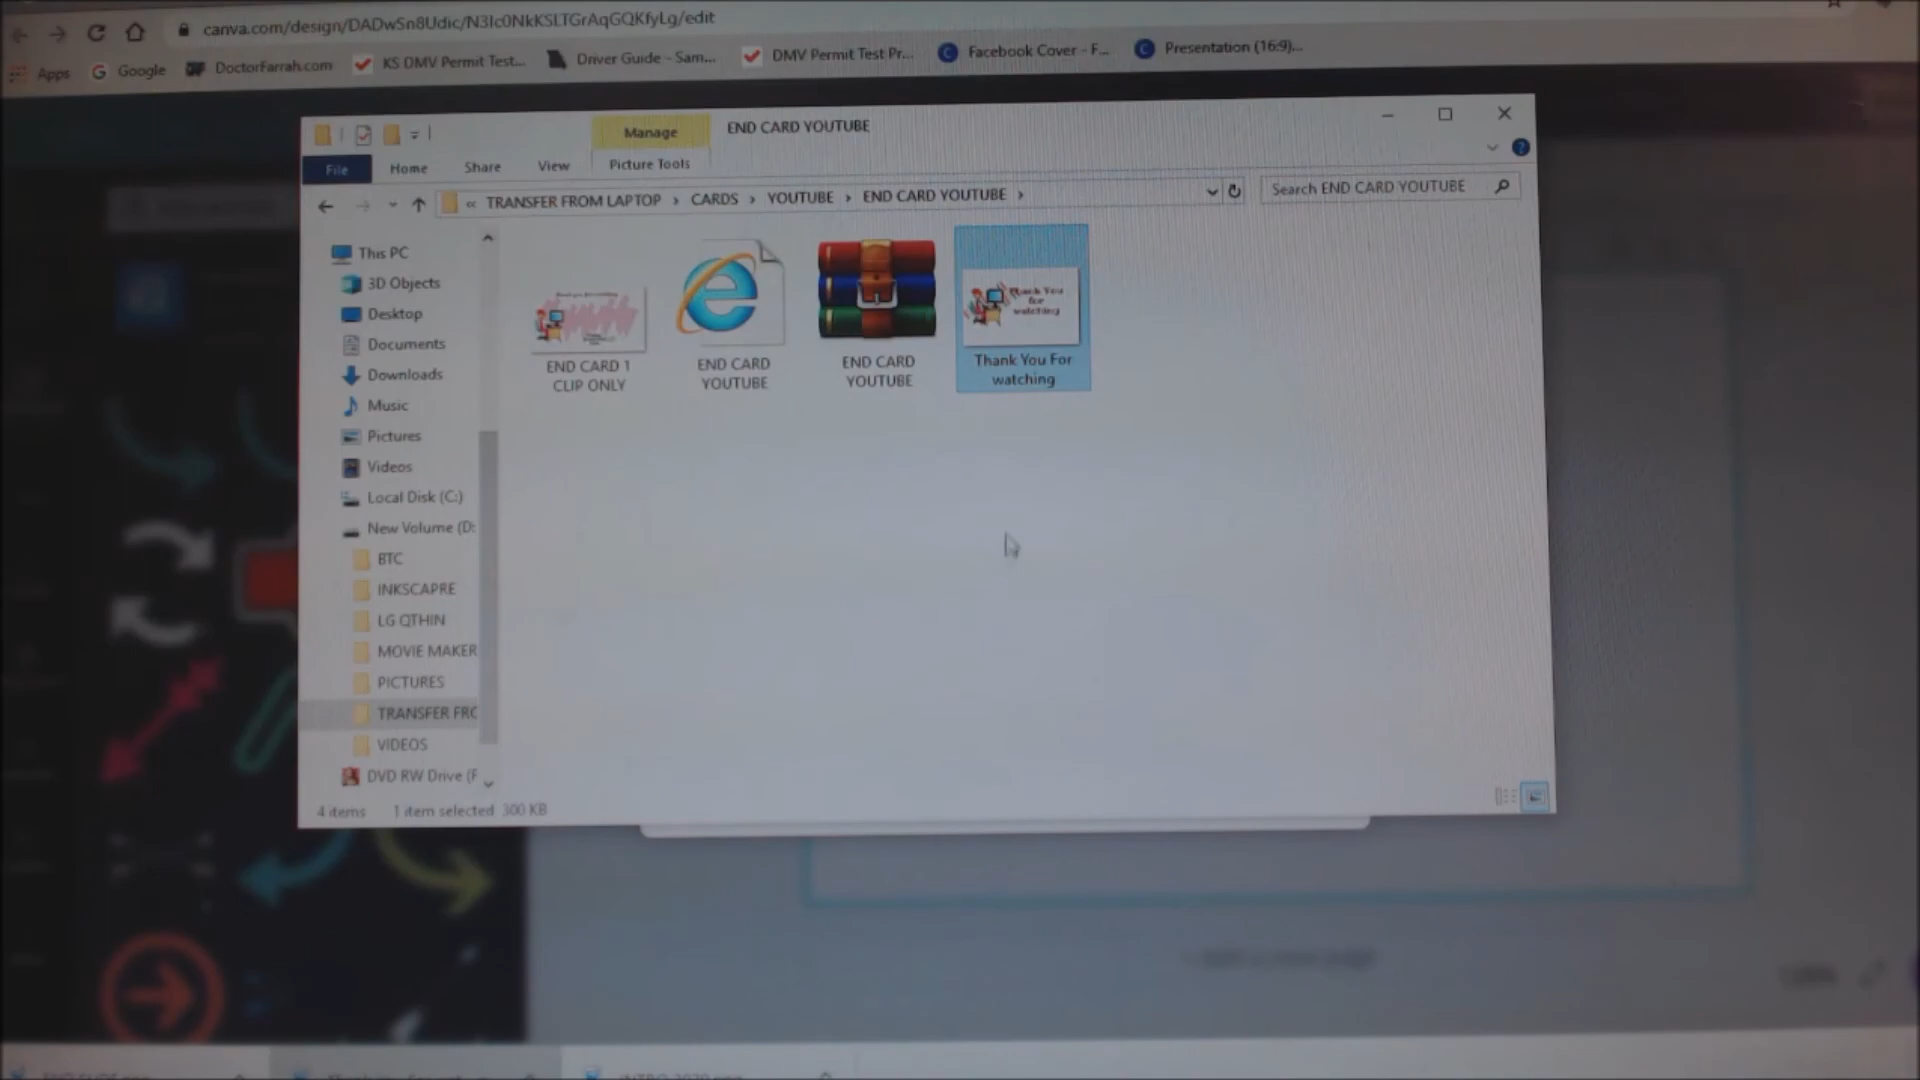 canva.com/design/DADwSn8Udic/N3Ic0NkKSLTGrAqGQKfyLg/edit
Apps Google DoctorFarrah.com KS DMV Permit Test... Driver Guide - Sam... DMV Permit Test Pr... Facebook Cover - F... Presentation (16:9)...
Manage END CARD YOUTUBE
File Home Share View Picture Tools
« TRANSFER FROM LAPTOP › CARDS › YOUTUBE › END CARD YOUTUBE ›
Search END CARD YOUTUBE
This PC
3D Objects
Desktop
Documents
Downloads
Music
Pictures
Videos
Local Disk (C:)
New Volume (D:
BTC
INKSCAPRE
LG QTHIN
MOVIE MAKER
PICTURES
TRANSFER FRO
VIDEOS
DVD RW Drive (F
END CARD 1
CLIP ONLY
END CARD
YOUTUBE
END CARD
YOUTUBE
Thank You
for
watching
Thank You For
watching
4 items 1 item selected 300 KB